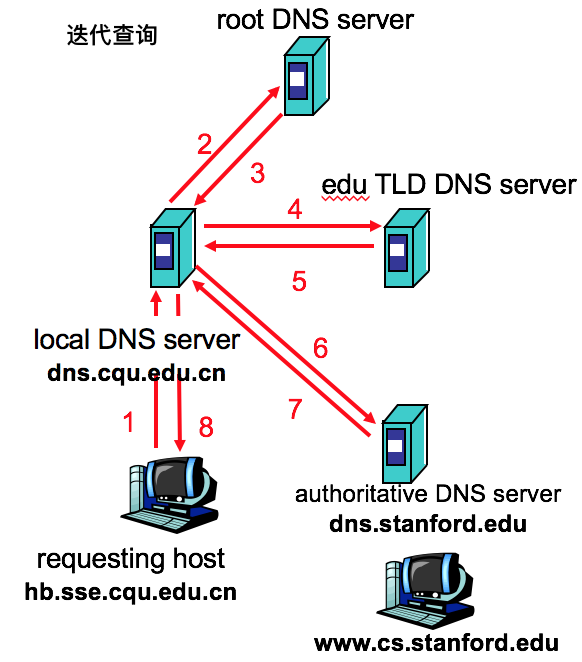 迭代查询
root DNS server
2
3
edu TLD DNS server
4
5
local DNS server
dns.cqu.edu.cn
6
7
1
8
authoritative DNS server
dns.stanford.edu
requesting host
hb.sse.cqu.edu.cn
www.cs.stanford.edu